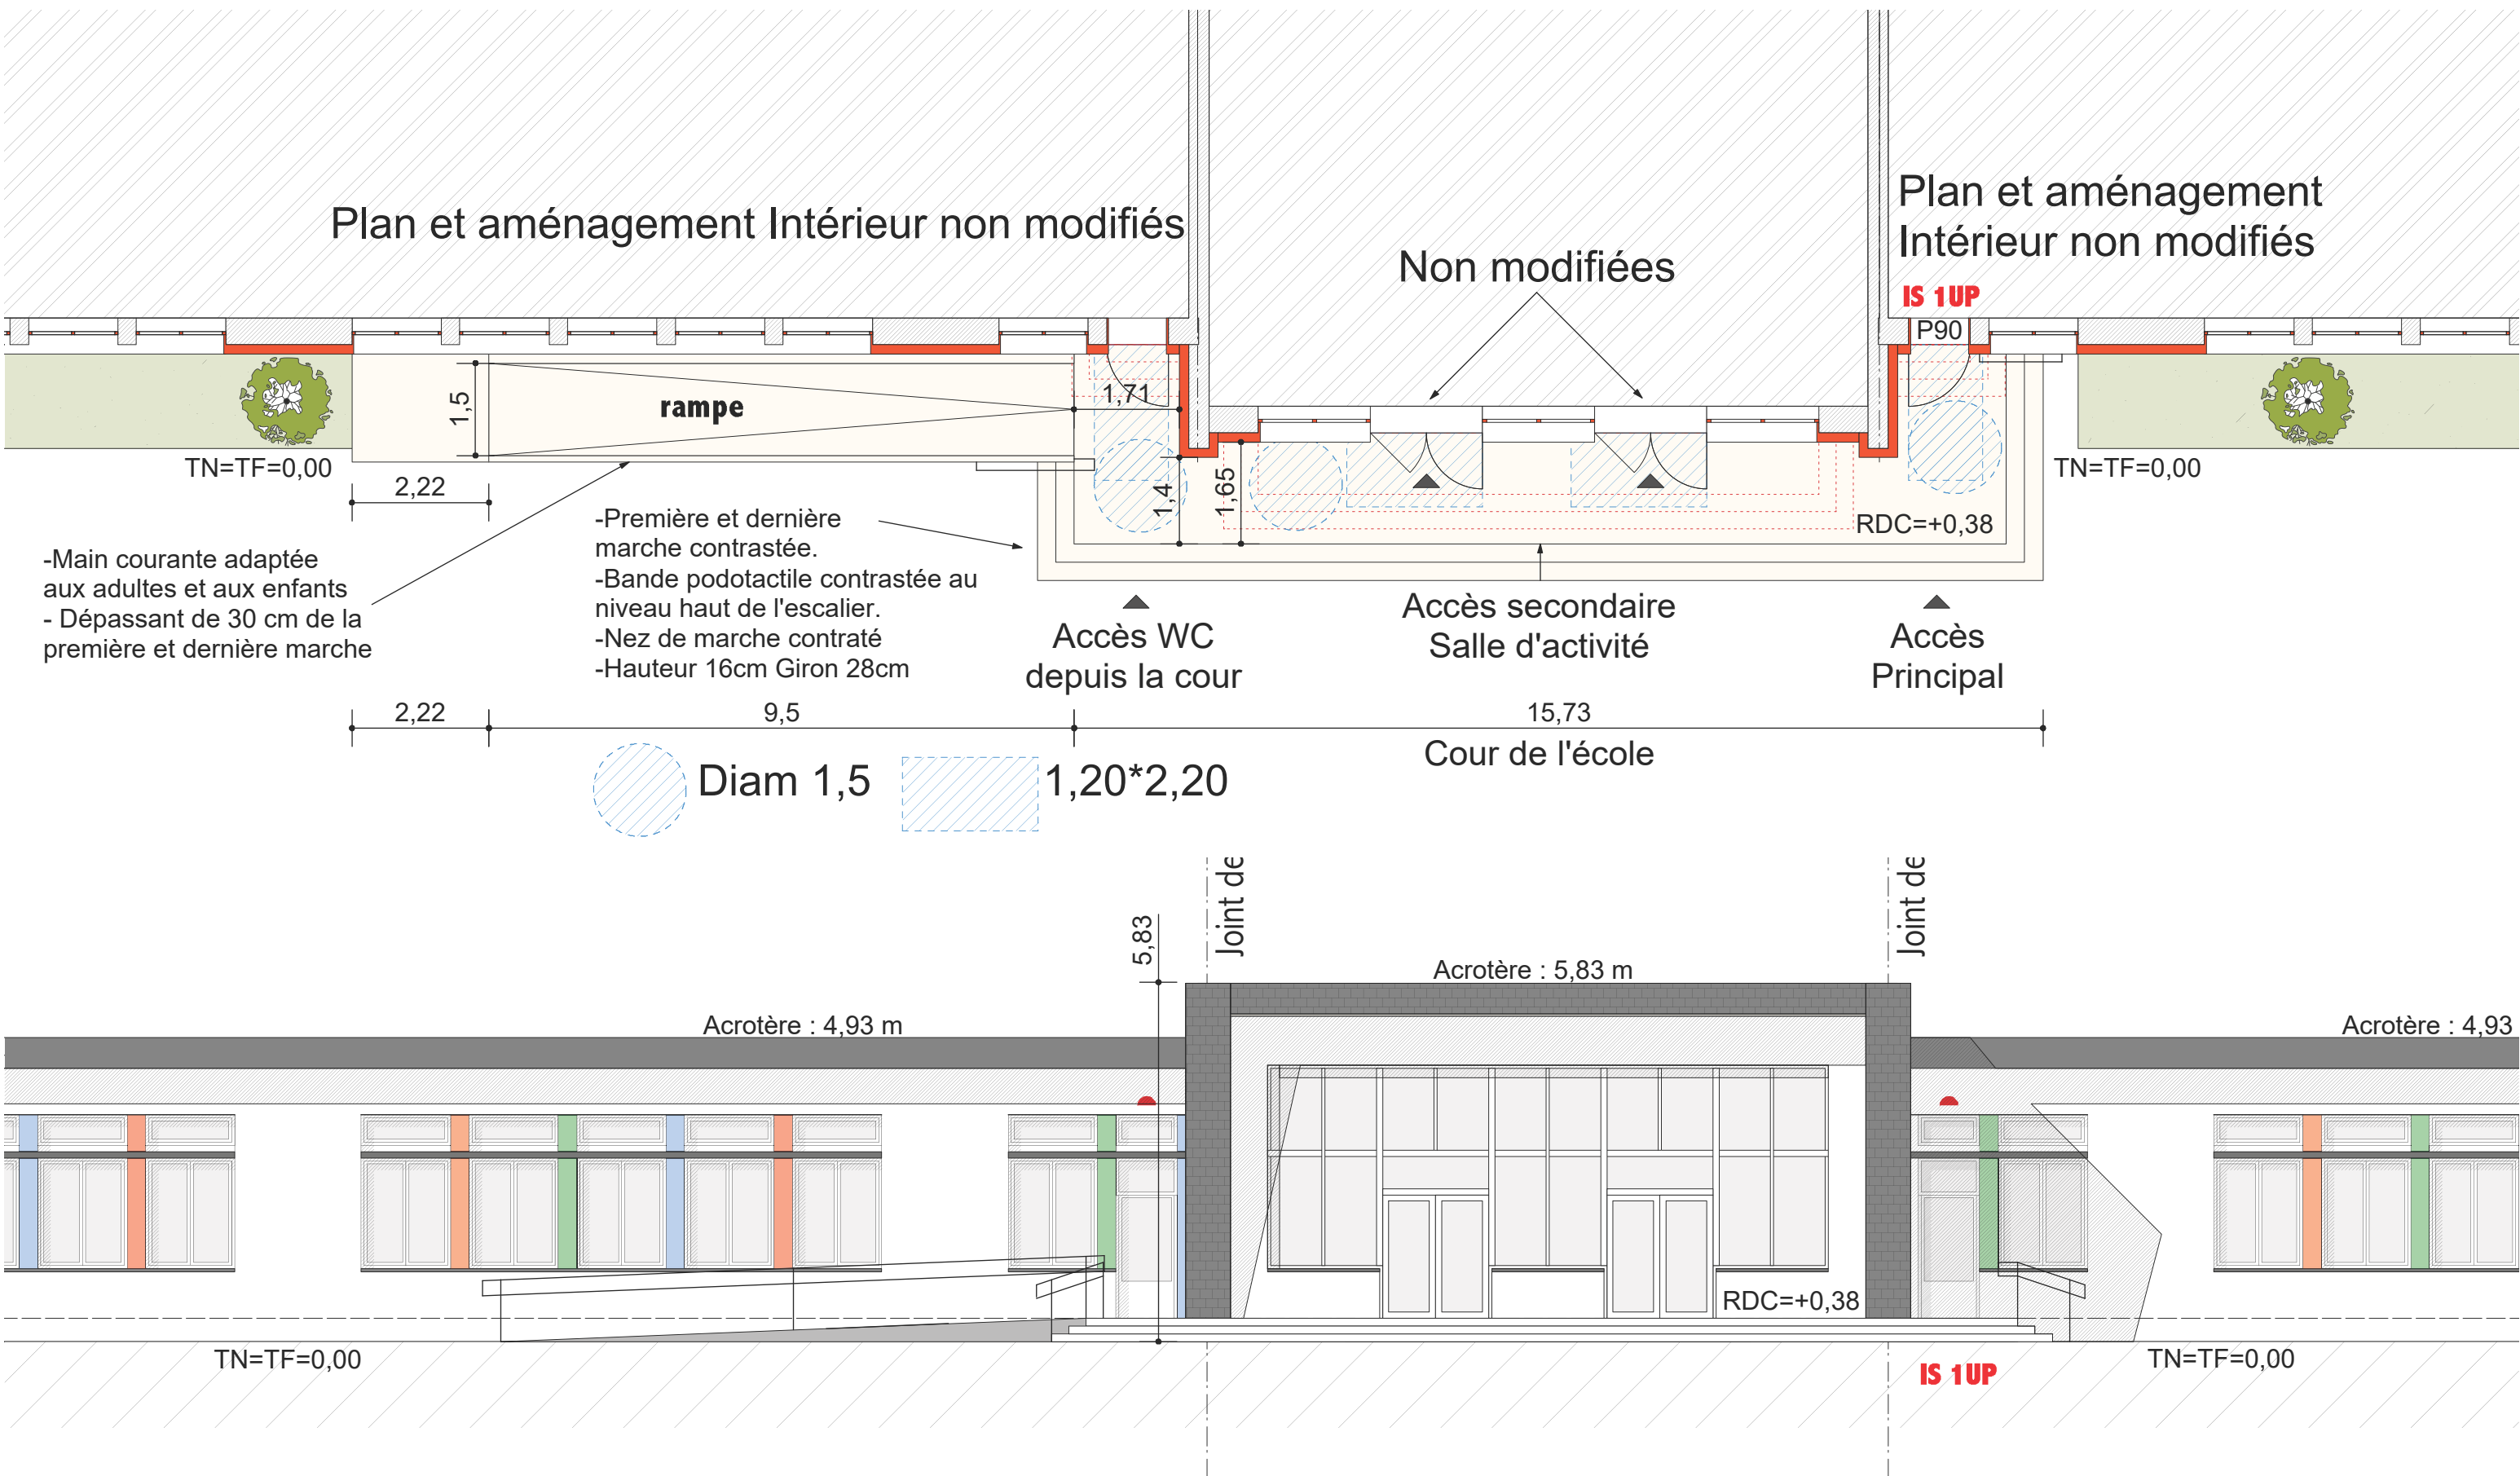 Plan et aménagement Intérieur non modifiés
Plan et aménagement
Intérieur non modifiés
Non modifiées
IS 1UP
P90
1,5
rampe
1,71
TN=TF=0,00
2,22
1,4
1,65
RDC=+0,38
TN=TF=0,00
-Main courante adaptée
aux adultes et aux enfants
- Dépassant de 30 cm de la
première et dernière marche
-Première et dernière
marche contrastée.
-Bande podotactile contrastée au
niveau haut de l'escalier.
-Nez de marche contraté
-Hauteur 16cm Giron 28cm
Accès WC
depuis la cour
Accès secondaire
Salle d'activité
Accès
Principal
2,22
9,5
15,73
Cour de l'école
Diam 1,5
1,20*2,20
Joint de
Joint de
5,83
Acrotère : 5,83 m
Acrotère : 4,93 m
Acrotère : 4,93
RDC=+0,38
TN=TF=0,00
TN=TF=0,00
IS 1UP